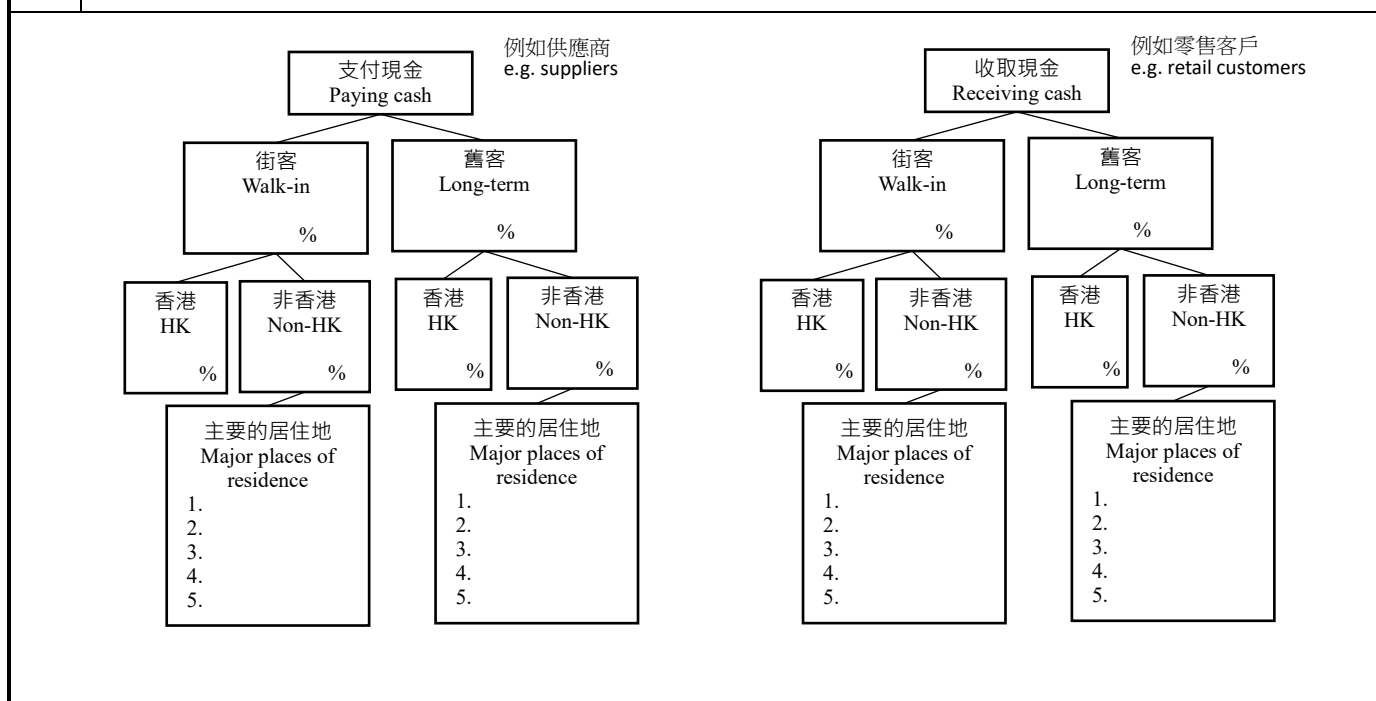 支付現金
Paying cash
例如供應商
e.g. suppliers
街客
Walk-in
%
舊客
Long-term
%
香港
HK
%
非香港
Non-HK
%
香港
HK
%
非香港
Non-HK
%
主要的居住地
Major places of
residence
1.
2.
3.
4.
5.
主要的居住地
Major places of
residence
1.
2.
3.
4.
5.
收取現金
Receiving cash
例如零售客戶
e.g. retail customers
街客
Walk-in
%
舊客
Long-term
%
香港
HK
%
非香港
Non-HK
%
香港
HK
%
非香港
Non-HK
%
主要的居住地
Major places of
residence
1.
2.
3.
4.
5.
主要的居住地
Major places of
residence
1.
2.
3.
4.
5.